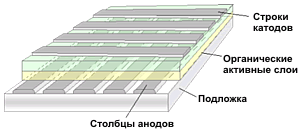 Строки
катодов
Органические
активные слои
Подложка
Столбцы анодов